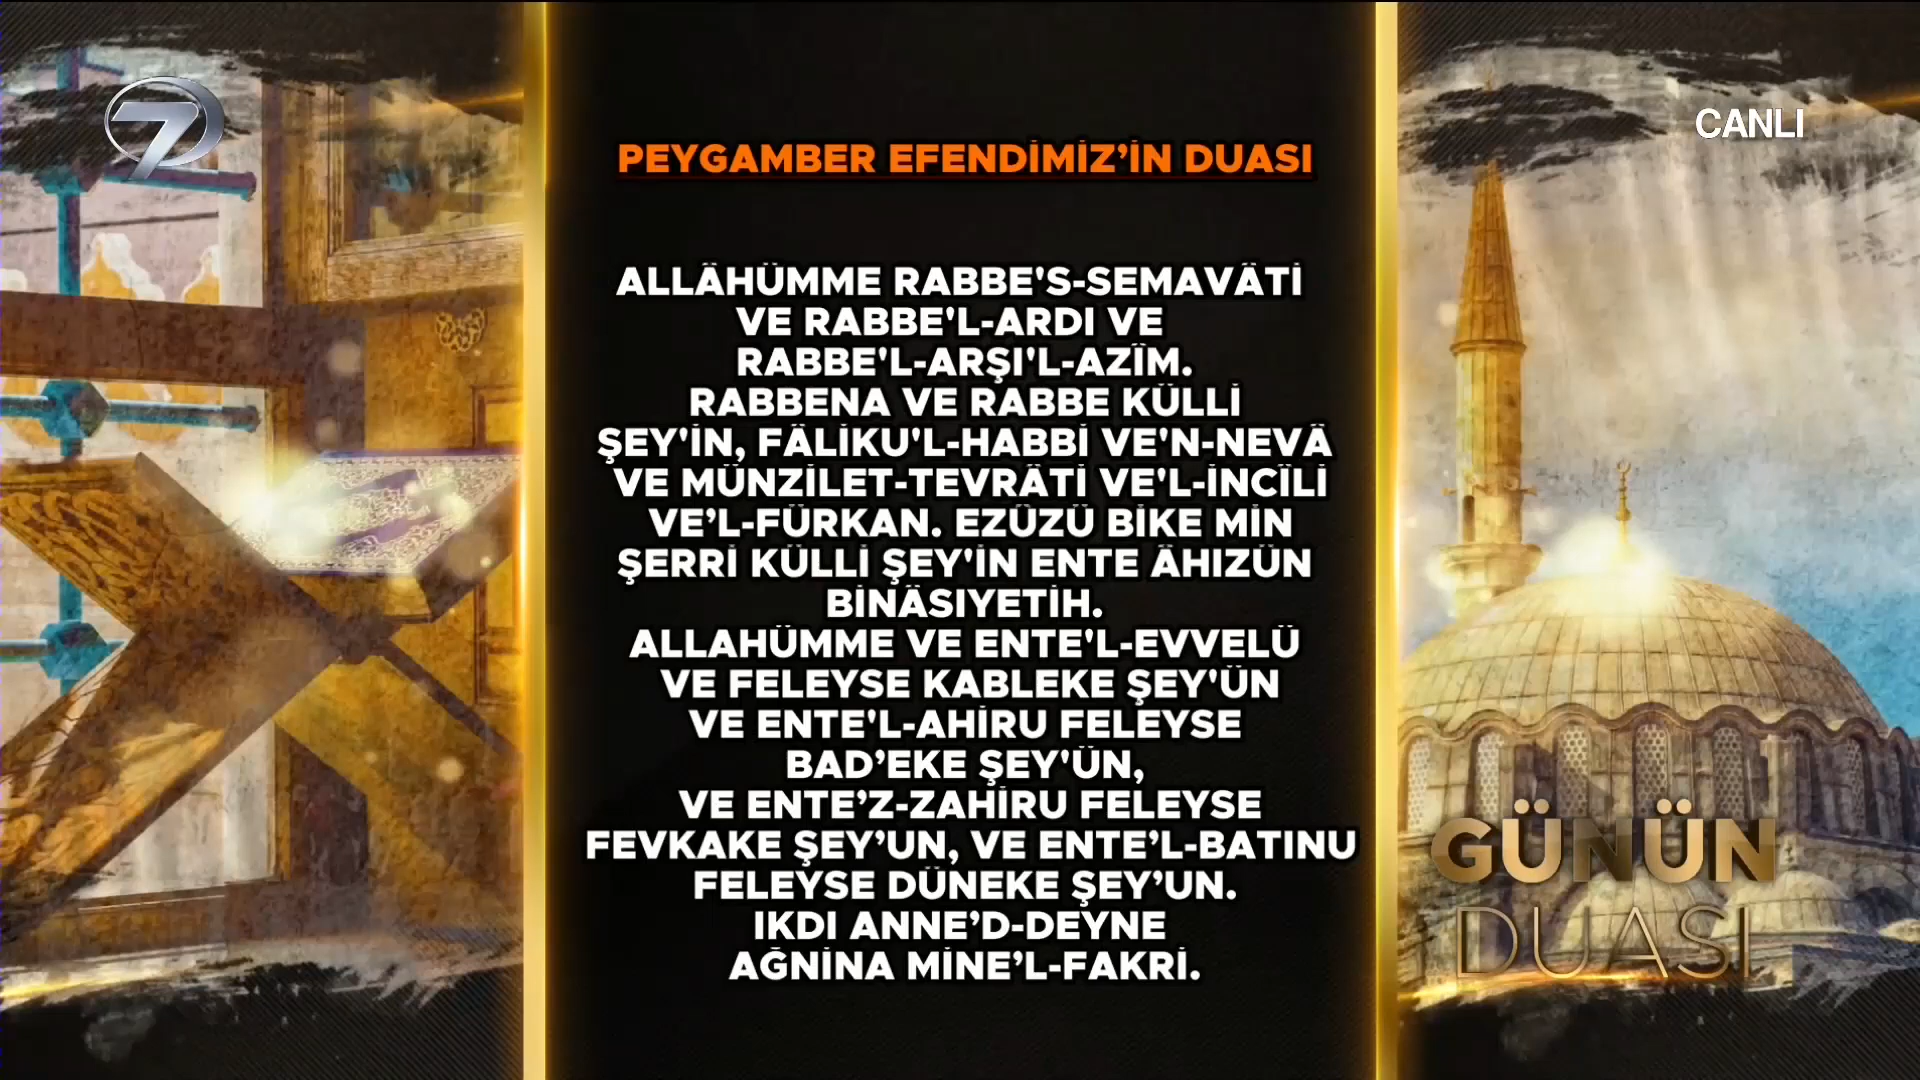 7
CANLI
PEYGAMBER EFENDİMİZ’İN DUASI
ALLÂHÜMME RABBE'S-SEMAVÂTİ
VE RABBE'L-ARDI VE
RABBE'L-ARŞI'L-AZÎM.
RABBENA VE RABBE KÜLLİ
ŞEY'İN, FÂLİKU'L-HABBİ VE'N-NEVÂ
VE MÜNZİLET-TEVRÂTİ VE'L-İNCÎLİ
VE’L-FÜRKAN. EZÛZÜ BİKE MİN
ŞERRİ KÜLLİ ŞEY'İN ENTE ÂHIZÜN
BİNÂSIYETİH.
ALLAHÜMME VE ENTE'L-EVVELÜ
VE FELEYSE KABLEKE ŞEY'ÜN
VE ENTE'L-AHİRU FELEYSE
BAD’EKE ŞEY'ÜN,
VE ENTE’Z-ZAHİRU FELEYSE
FEVKAKE ŞEY’UN, VE ENTE’L-BATINU
FELEYSE DÜNEKE ŞEY’UN.
IKDI ANNE’D-DEYNE
AĞNİNA MİNE’L-FAKRİ.
GÜNÜN
DUASI